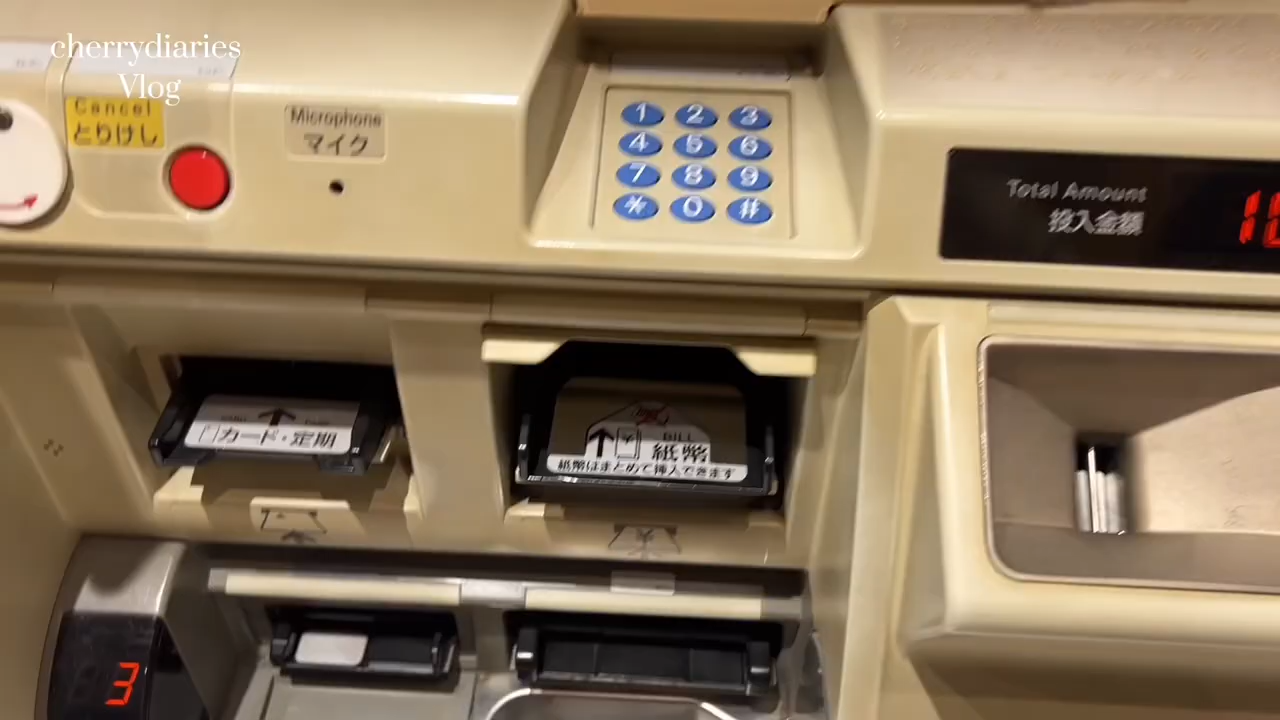 cherrydiaries
Vlog
Cancel
とりけし
Microphone
マイク
1 2 3
4 5 6
7 8 9
* 0 #
Total Amount
投入金額
カード・定期
BILL
紙幣
紙幣はまとめて挿入できます
3